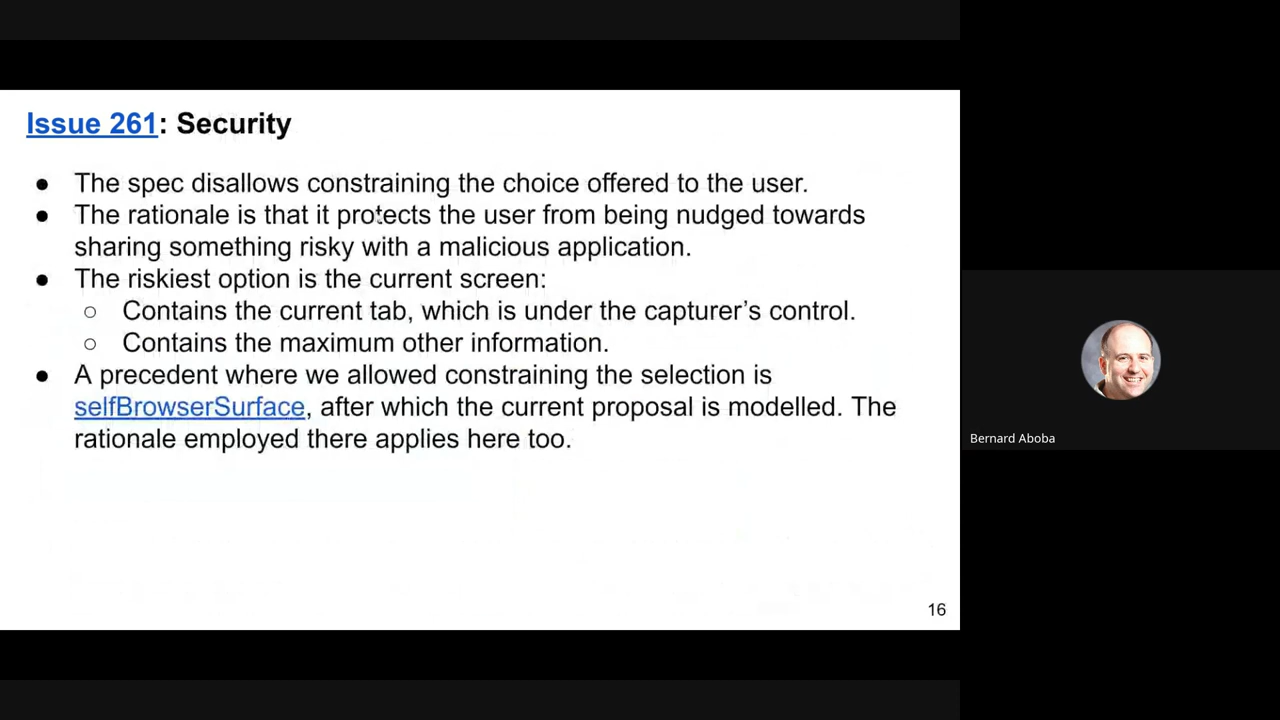 Issue 261: Security
● The spec disallows constraining the choice offered to the user.
● The rationale is that it protects the user from being nudged towards
sharing something risky with a malicious application.
● The riskiest option is the current screen:
○ Contains the current tab, which is under the capturer’s control.
○ Contains the maximum other information.
● A precedent where we allowed constraining the selection is
selfBrowserSurface, after which the current proposal is modelled. The
rationale employed there applies here too.
16
Bernard Aboba